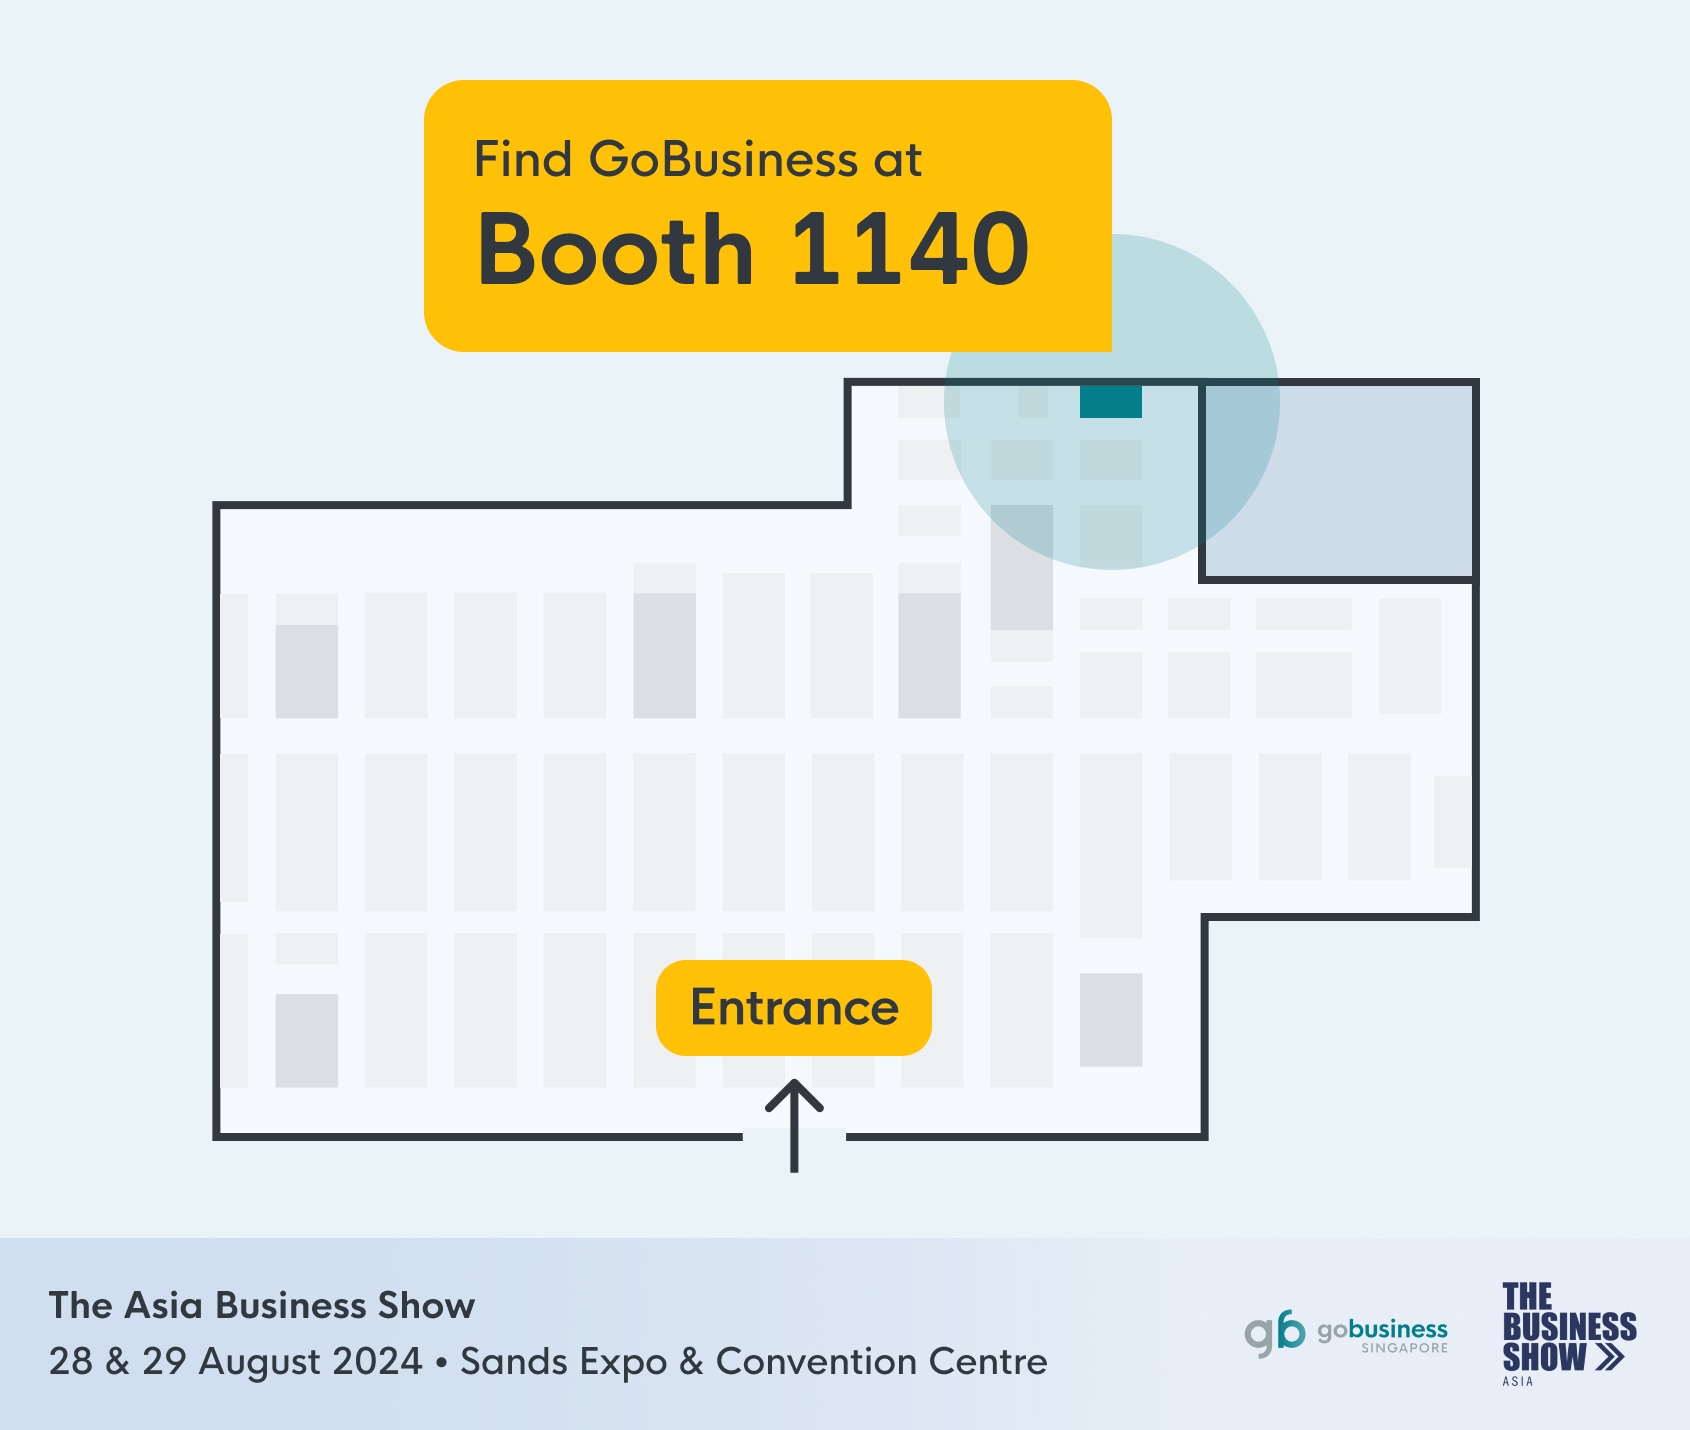 Find GoBusiness at
Booth 1140
Entrance
The Asia Business Show
28 & 29 August 2024 • Sands Expo & Convention Centre
gb gobusiness
SINGAPORE
THE
BUSINESS
SHOW
ASIA